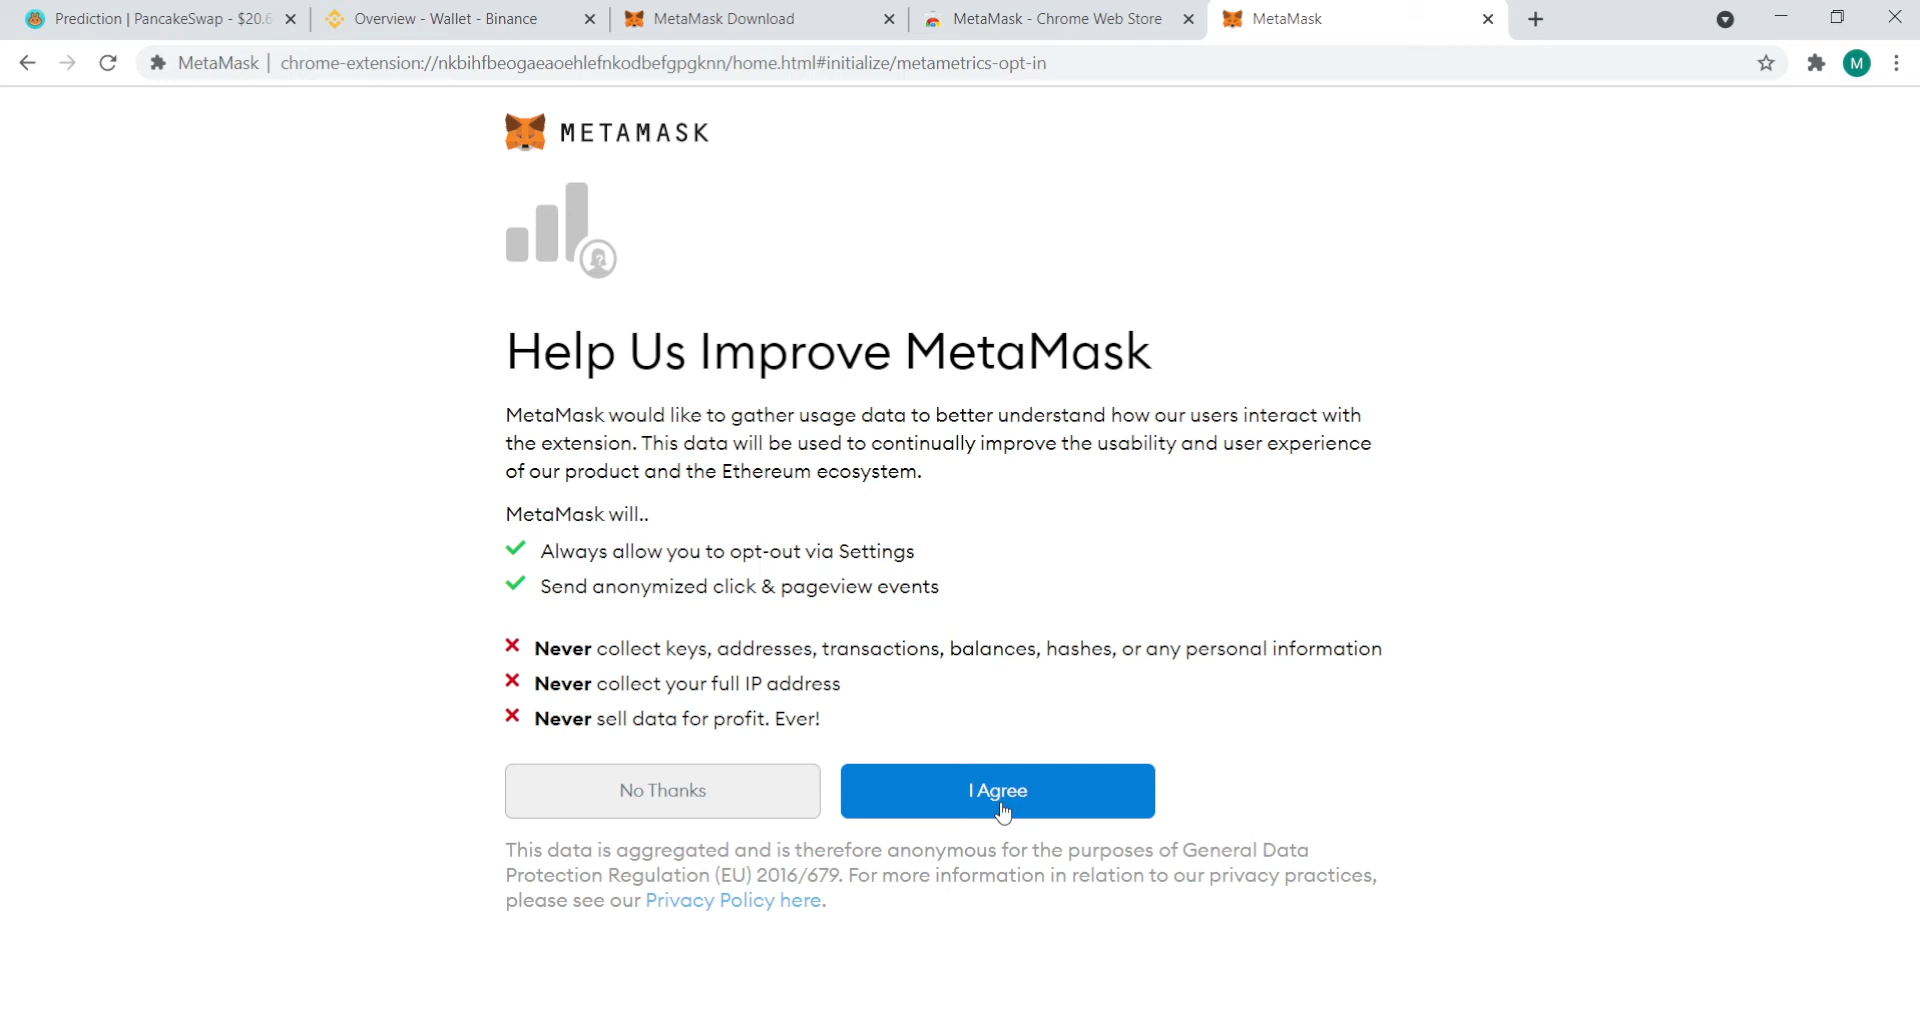 Prediction | PancakeSwap - $20.6
Overview - Wallet - Binance
MetaMask Download
MetaMask - Chrome Web Store
MetaMask
MetaMask | chrome-extension://nkbihfbeogaeaoehlefnkodbefgpgknn/home.html#initialize/metametrics-opt-in
M
METAMASK
?
Help Us Improve MetaMask
MetaMask would like to gather usage data to better understand how our users interact with
the extension. This data will be used to continually improve the usability and user experience
of our product and the Ethereum ecosystem.
MetaMask will..
Always allow you to opt-out via Settings
Send anonymized click & pageview events
Never collect keys, addresses, transactions, balances, hashes, or any personal information
Never collect your full IP address
Never sell data for profit. Ever!
No Thanks
I Agree
This data is aggregated and is therefore anonymous for the purposes of General Data
Protection Regulation (EU) 2016/679. For more information in relation to our privacy practices,
please see our Privacy Policy here.